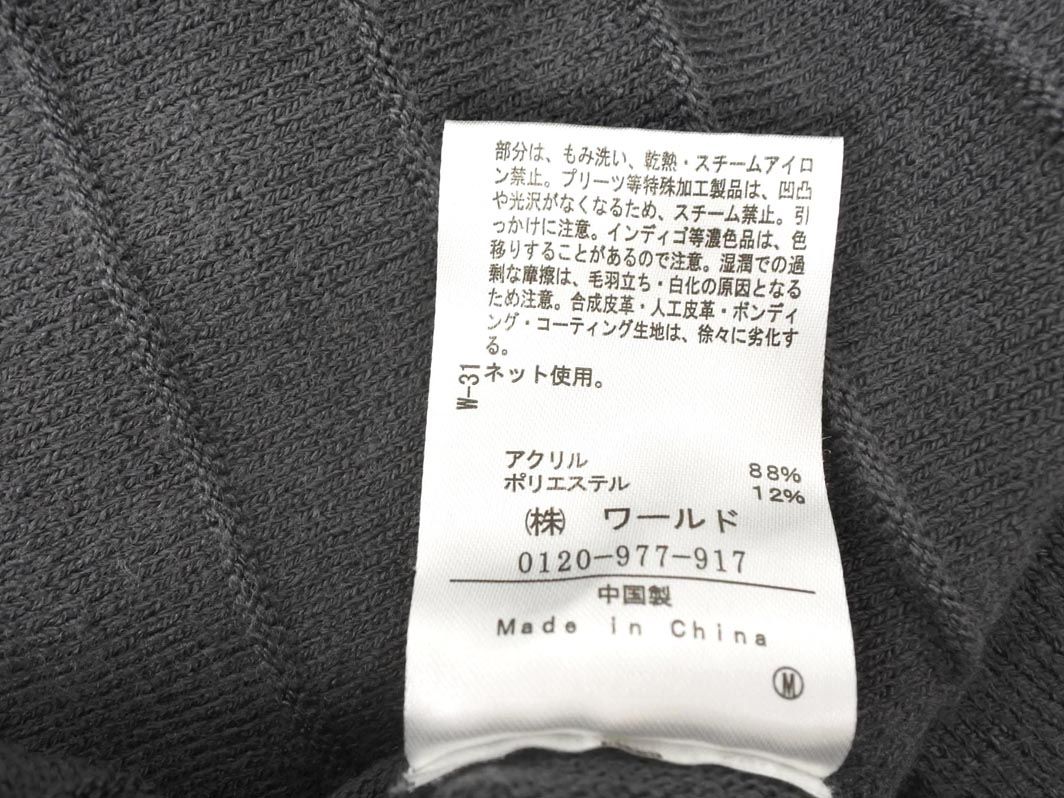 部分は、もみ洗い、乾熱・スチームアイロ
ン禁止。プリーツ等特殊加工製品は、凹凸
や光沢がなくなるため、スチーム禁止。引
っかけに注意。インディゴ等濃色品は、色
移りすることがあるので注意。湿潤での過
剰な摩擦は、毛羽立ち・白化の原因となる
ため注意。合成皮革・人工皮革・ボンディ
ング・コーティング生地は、徐々に劣化す
る。
ネット使用。
W-31
アクリル 88%
ポリエステル 12%
㈱ ワールド
0120-977-917
中国製
Made in China
Ⓜ